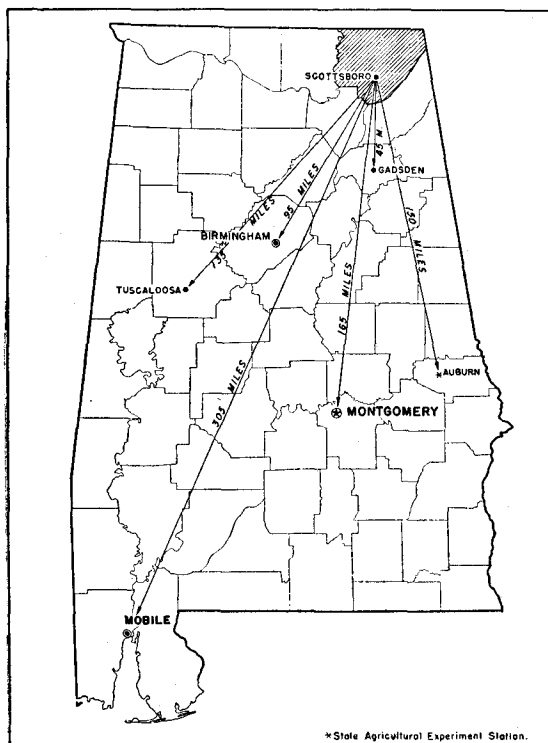 SCOTTSBORO
45 M
GADSDEN
95 MILES
135 MILES
BIRMINGHAM
150 MILES
TUSCALOOSA
165 MILES
305 MILES
*AUBURN
MONTGOMERY
MOBILE
*State Agricultural Experiment Station.